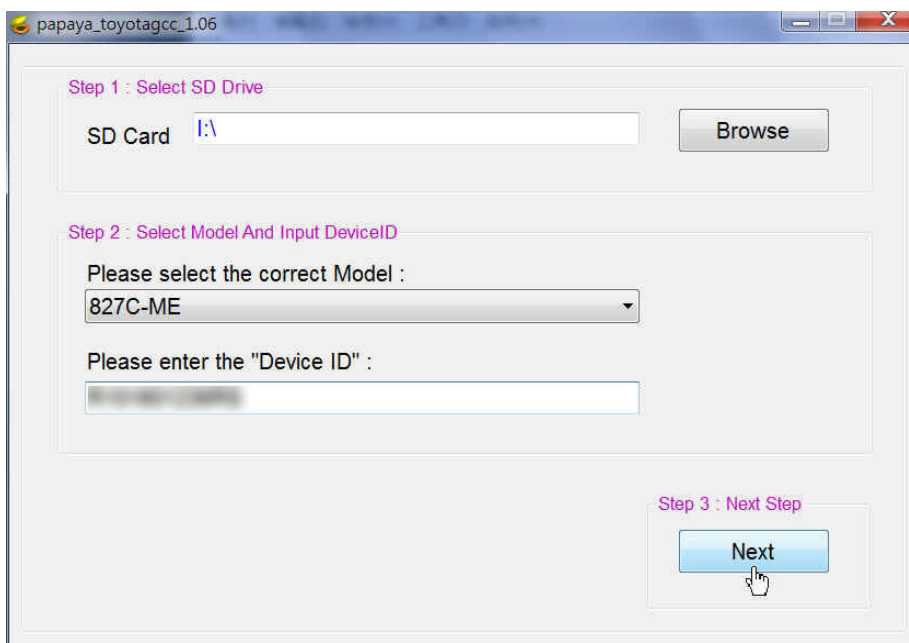 papaya_toyotagcc_1.06
Step 1 : Select SD Drive
SD Card I:\ Browse
Step 2 : Select Model And Input DeviceID
Please select the correct Model :
827C-ME
Please enter the "Device ID" :
Step 3 : Next Step
Next